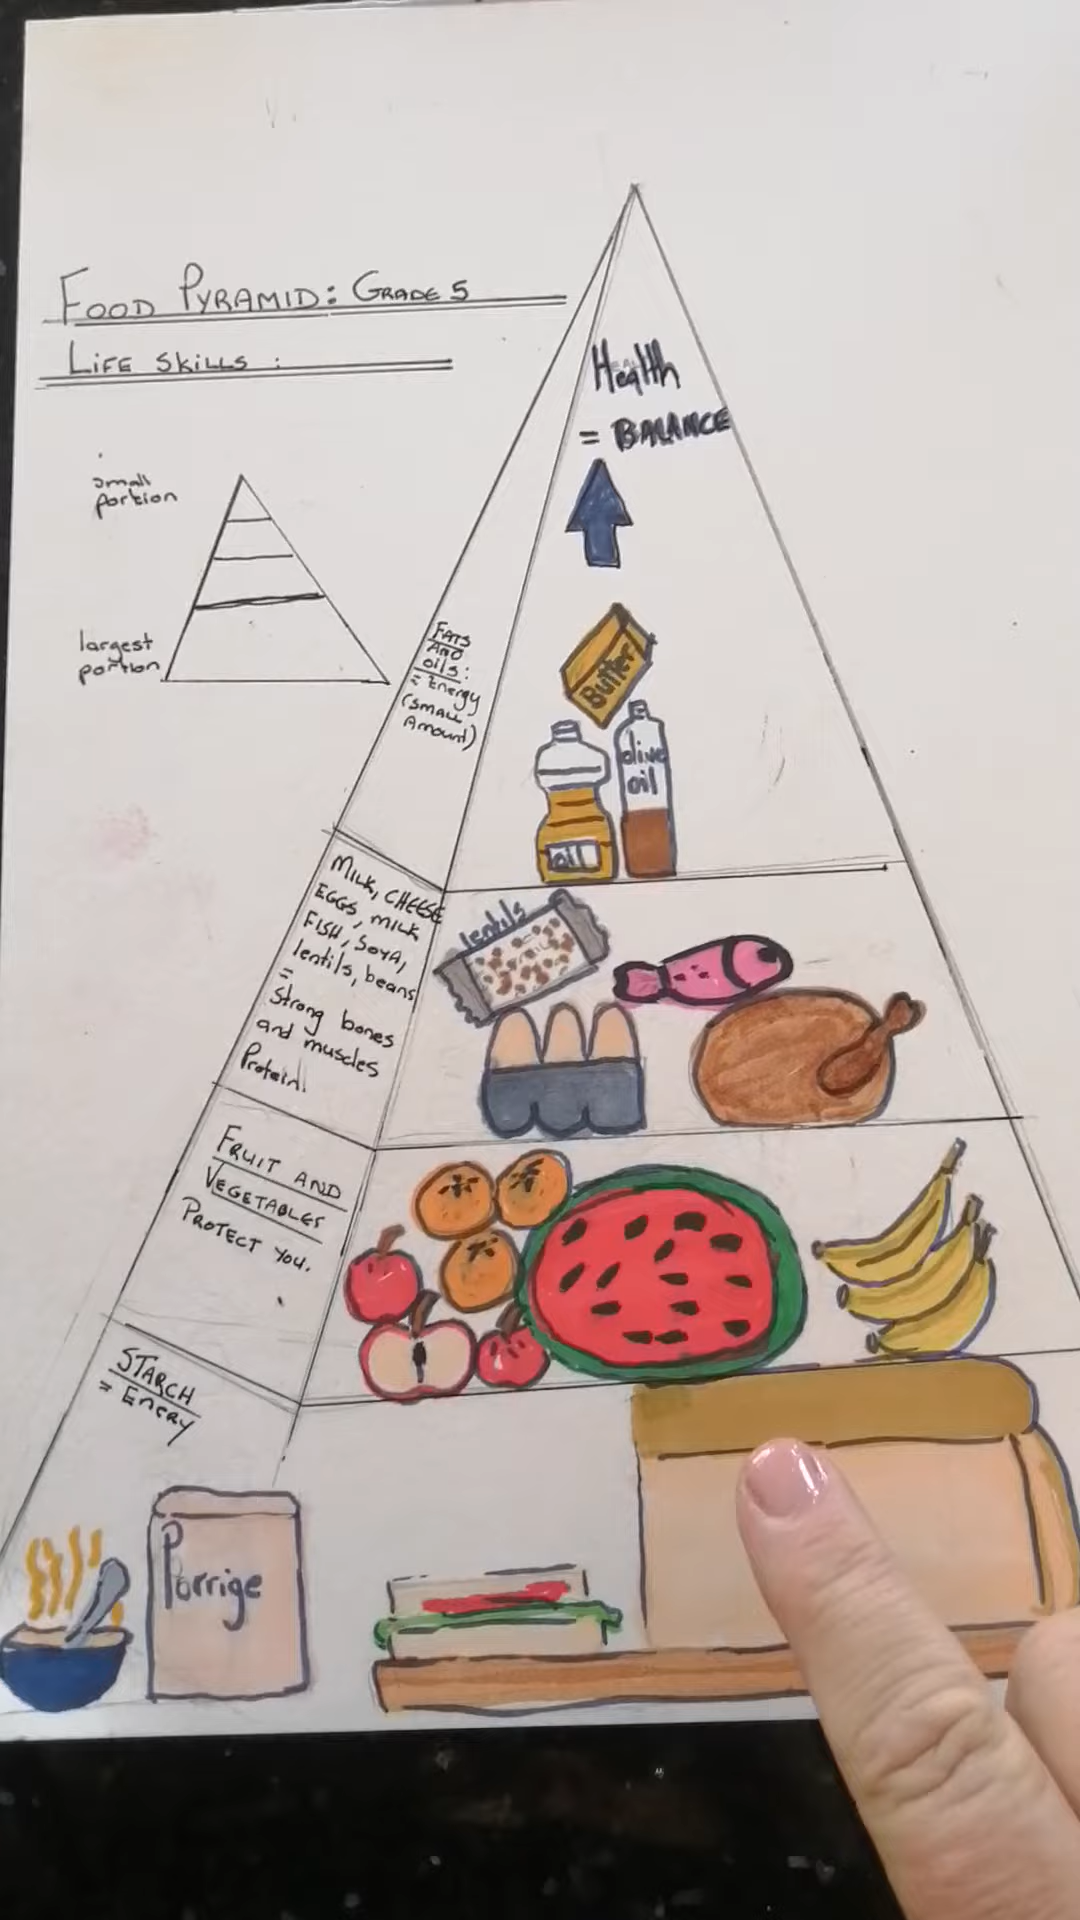 FOOD PYRAMID: GRADE 5
LIFE SKILLS :
small
portion
largest
portion
Health
= BALANCE
FATS
AND
oils:
= Energy
(SMALL
Amount)
Butter
olive
oil
oil
MILK, CHEESE
EGGS, MILK
FISH, SOYA,
lentils, beans
=
Strong bones
and muscles
Protein.
lentils
FRUIT AND
VEGETABLES
PROTECT YOU.
STARCH
= Enery
Porrige